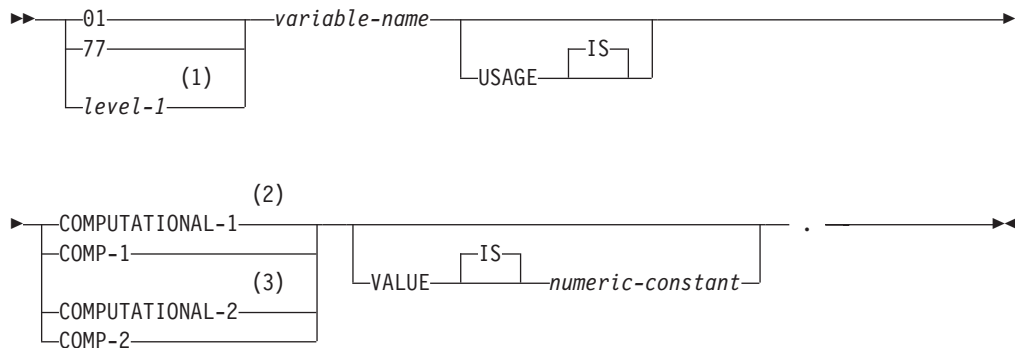 01 variable-name
IS
77
(1)
USAGE
level-1
(2)
COMPUTATIONAL-1 .
COMP-1
IS
(3)
VALUE numeric-constant
COMPUTATIONAL-2
COMP-2